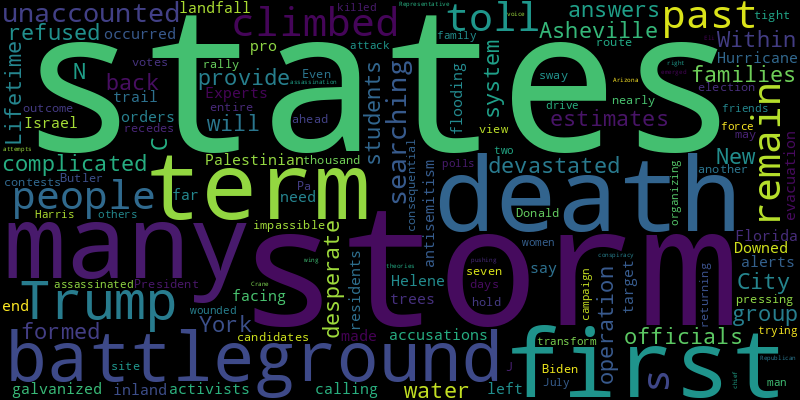 unaccounted landfall climbed killed Representative voice toll answers past tight
refused occurred votes pro attack family Asheville route Within
Lifetime N back rally provide students searching flooding system sway Hurricane families
Experts Even assassination Arizona right
outcome trail entire will ahead drive nearly election
Israel orders recedes estimates friends
attempts complicated C Palestinian thousand view two force may
states
contests Butler term polls devastated New another remain evacuation
people far need Pa consequential antisemitism death organizing
Harris others impassible Donald Florida
many storm desperate residents women say conspiracy Downed
assassinated President wing Helene pushing seven operation target alerts
Trump Crane theories days campaign City
end wounded facing trees hold returning pressing
formed York candidates made accusations transform officials group trying
battleground first
site J Biden s chief Republican
galvanized inland activists calling water left July man